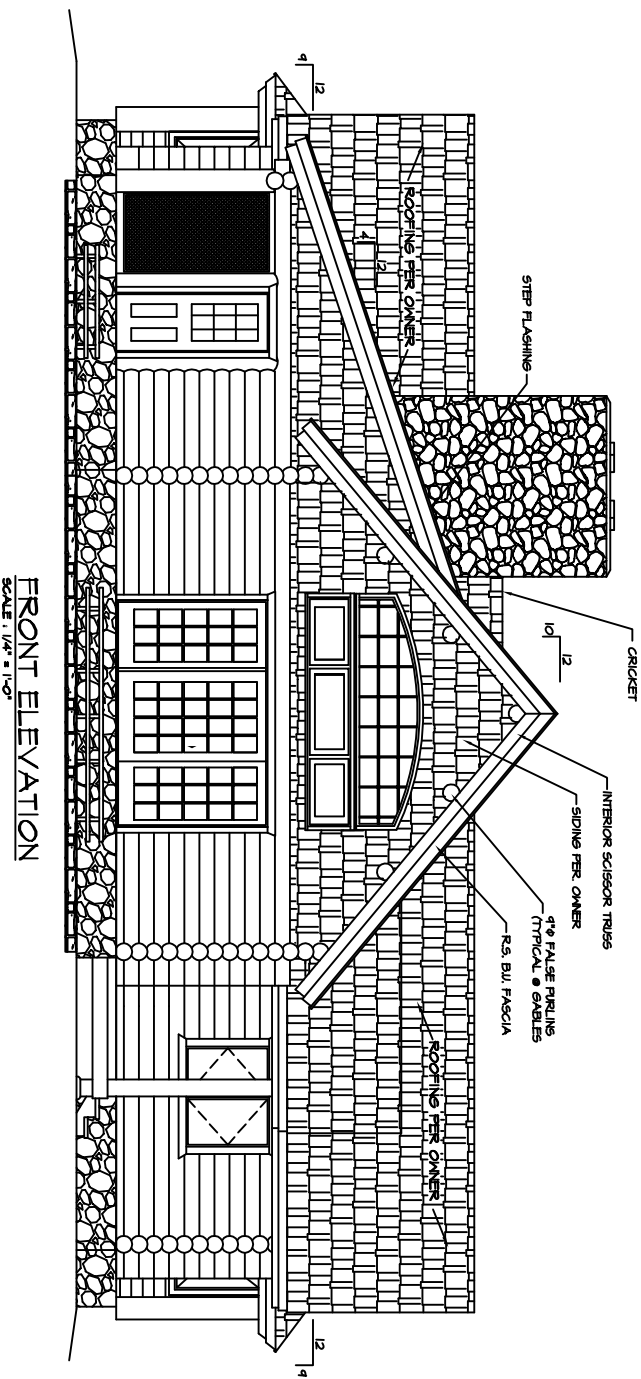 CRICKET
INTERIOR SCISSOR TRUSS
SIDING PER OWNER
9"Ø FALSE PURLINS
(TYPICAL @ GABLES
R.S. B.U. FASCIA
STEP FLASHING
12
10
ROOFING PER OWNER
12
4
ROOFING PER OWNER
12
9
12
9
FRONT ELEVATION
SCALE : 1/4" = 1'-0"